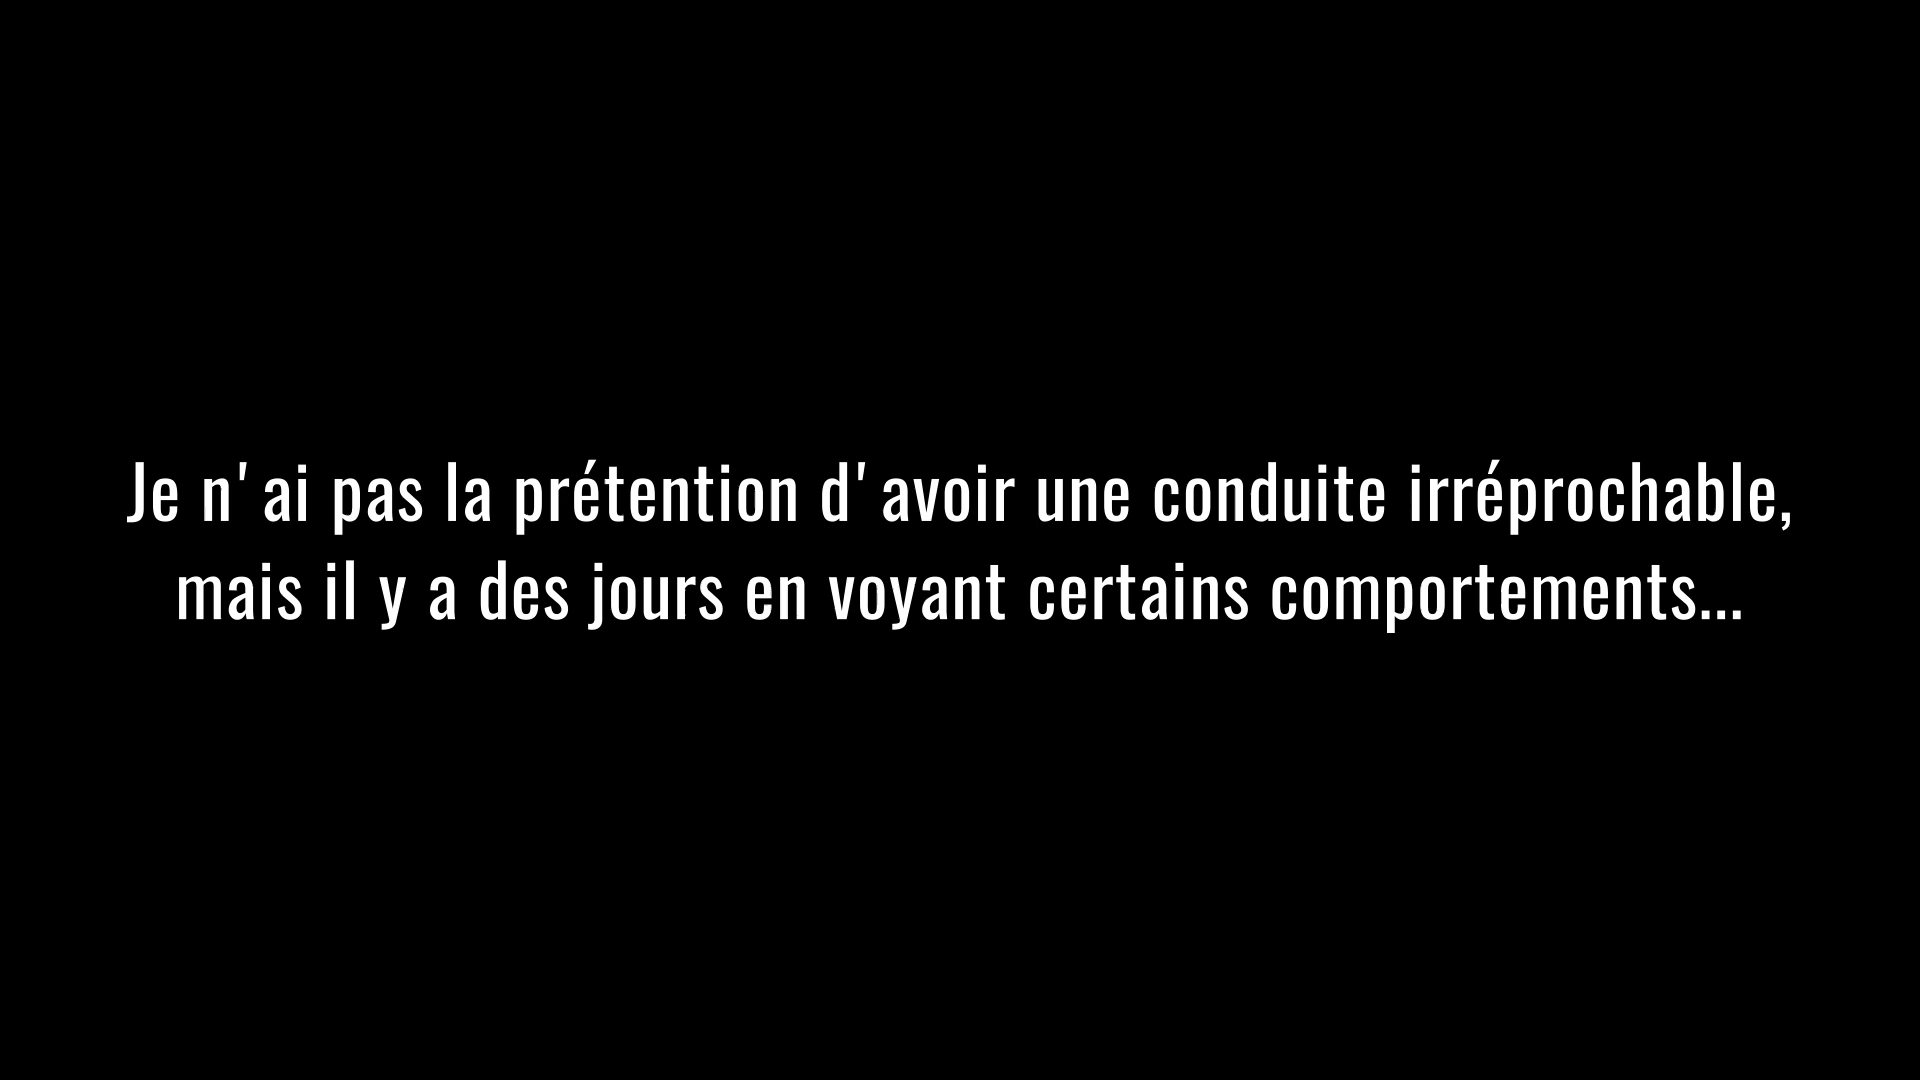 Je n'ai pas la prétention d'avoir une conduite irréprochable,
mais il y a des jours en voyant certains comportements...